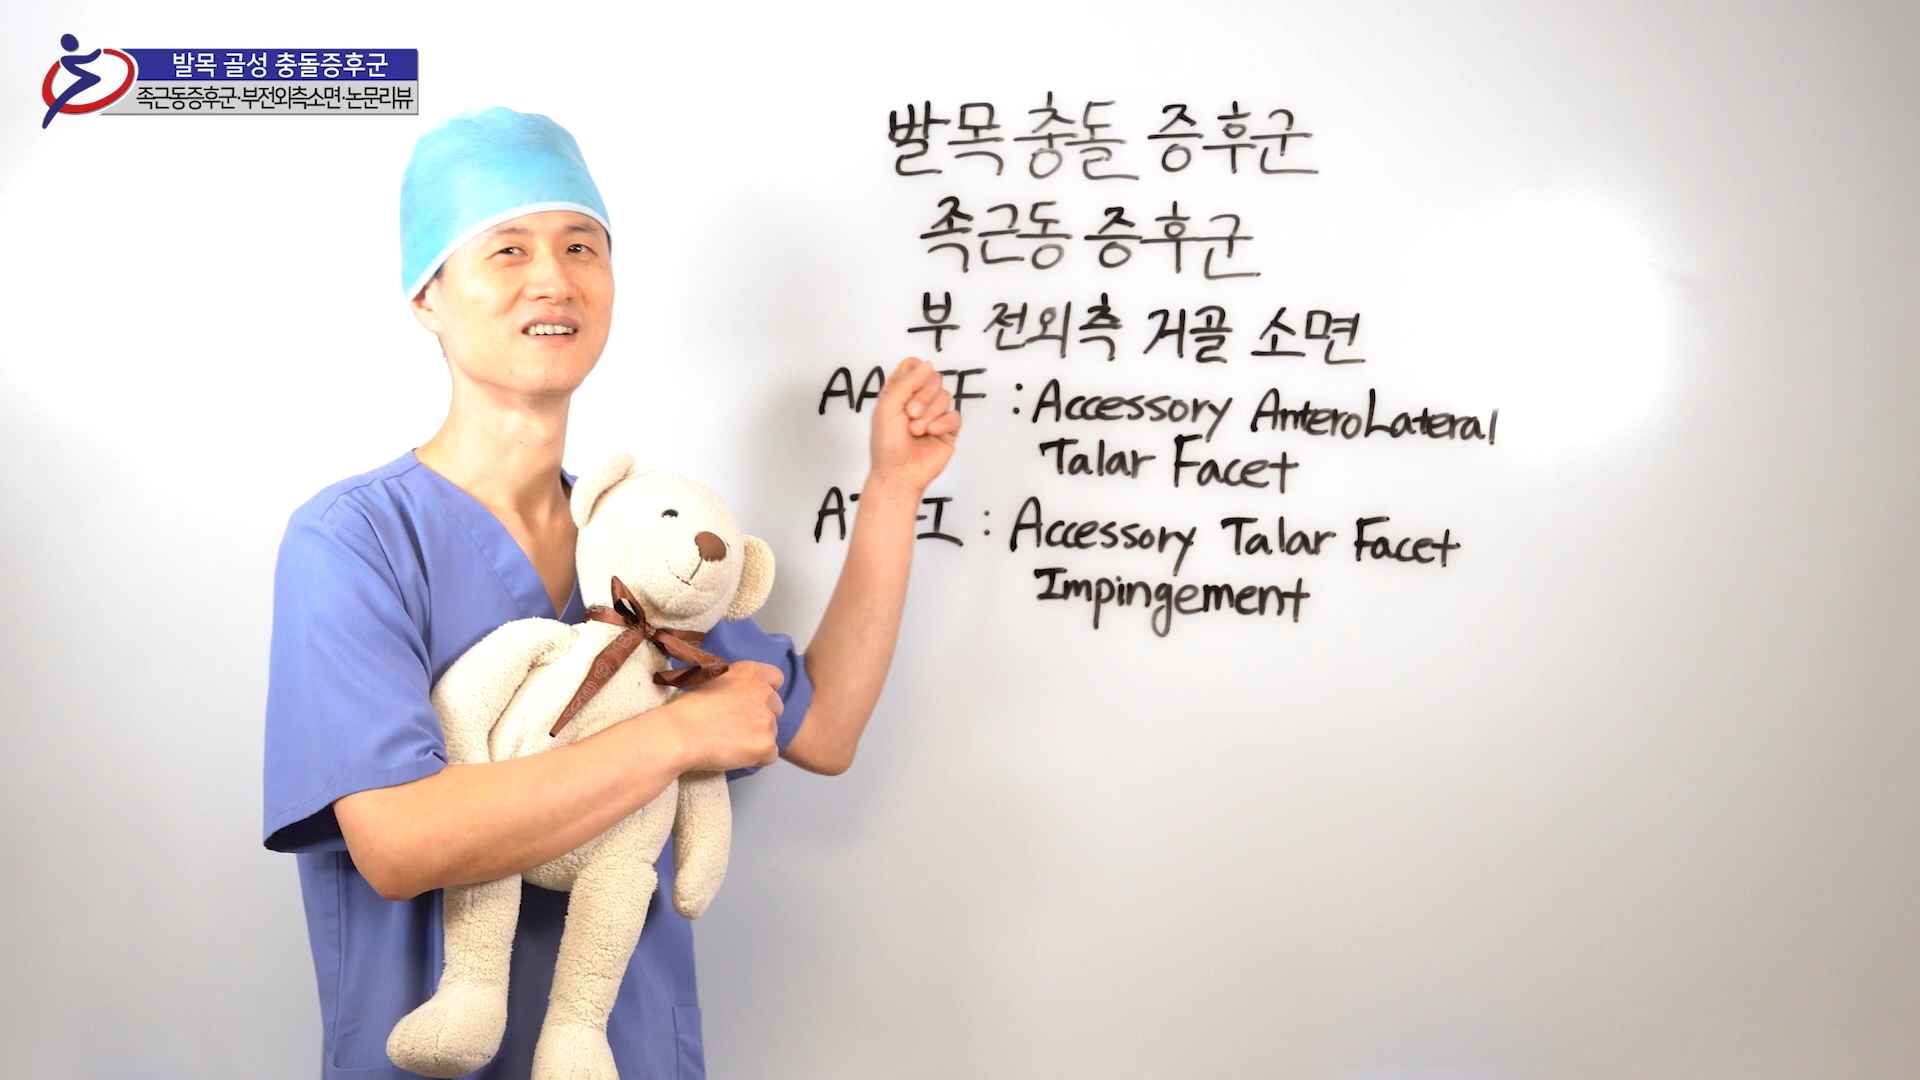 발목 골성 충돌증후군
족근동증후군·부전외측소면·논문리뷰
발목 충돌 증후군
족근동 증후군
부 전외측 거골 소면
: Accessory AnteroLateral
Talar Facet
: Accessory Talar Facet
Impingement